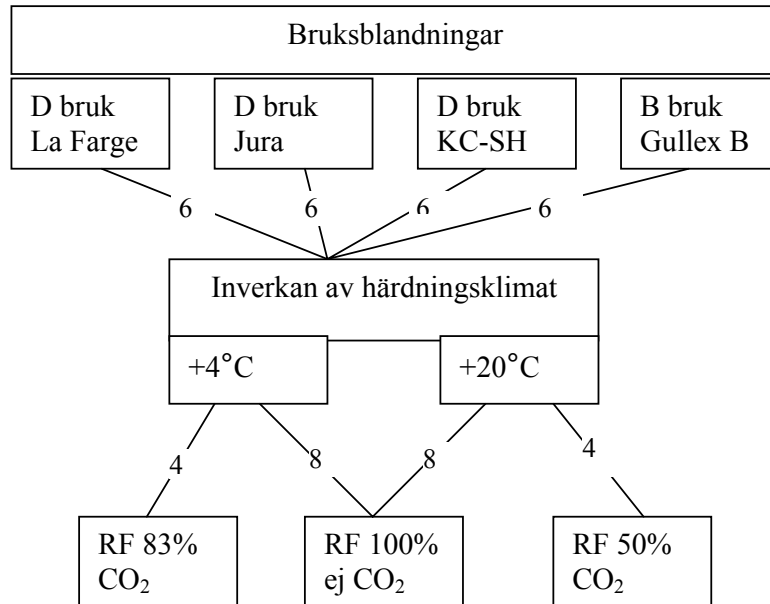 Bruksblandningar
D bruk
La Farge
D bruk
Jura
D bruk
KC-SH
B bruk
Gullex B
6
6
6
6
Inverkan av härdningsklimat
+4°C
+20°C
4
8
8
4
RF 83%
CO₂
RF 100%
ej CO₂
RF 50%
CO₂